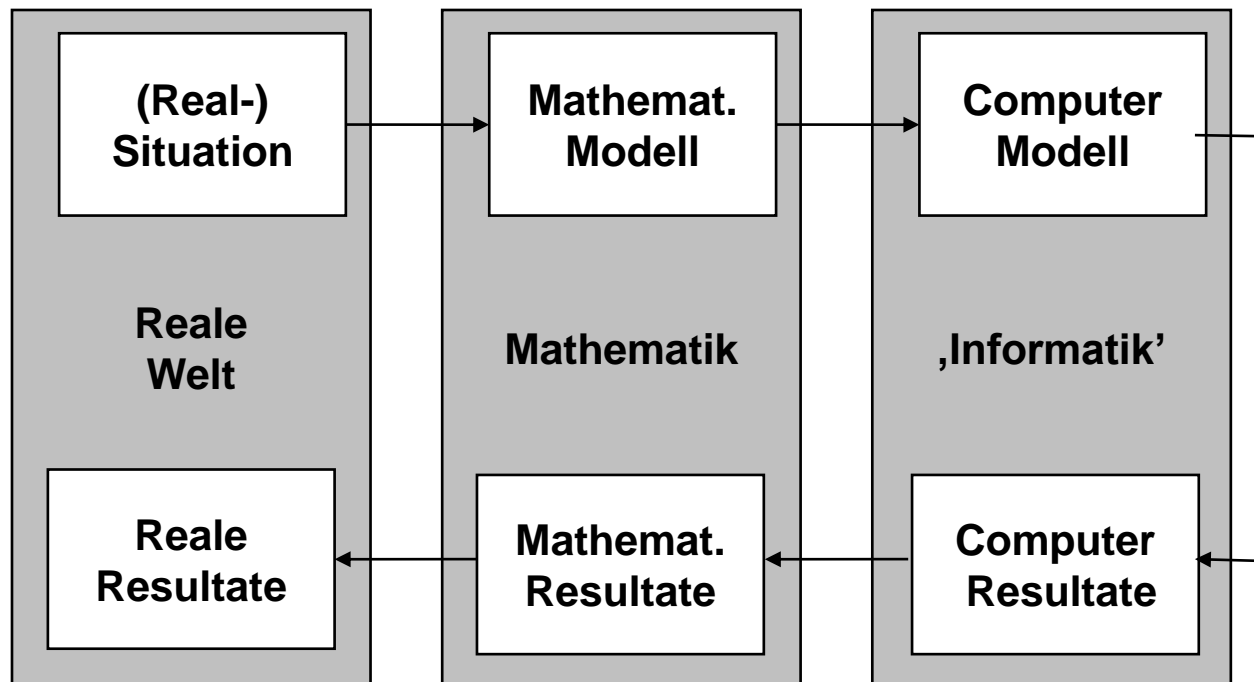 (Real-)
Situation
Mathemat.
Modell
Computer
Modell
Reale
Welt
Mathematik
‚Informatik’
Reale
Resultate
Mathemat.
Resultate
Computer
Resultate